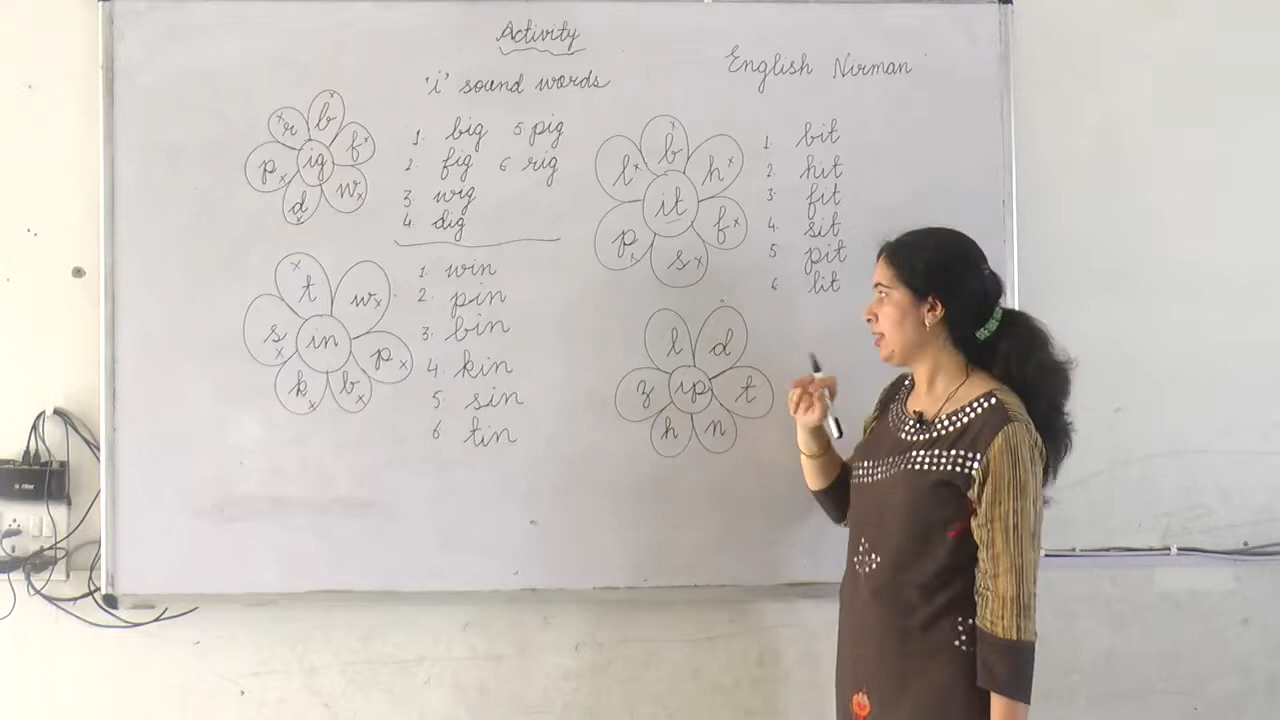 Activity
English Nirman
'i' sound words
r
b
f
p
ig
w
d
1. big 5. pig
2. fig 6 rig
3. wig
4. dig
b
l
h
it
p
f
s
1. bit
2. hit
3. fit
4. sit
5 pit
6 lit
t
w
s
in
p
k
b
1. win
2. pin
3. bin
4. kin
5. sin
6 tin
l
d
z
ip
t
h
n